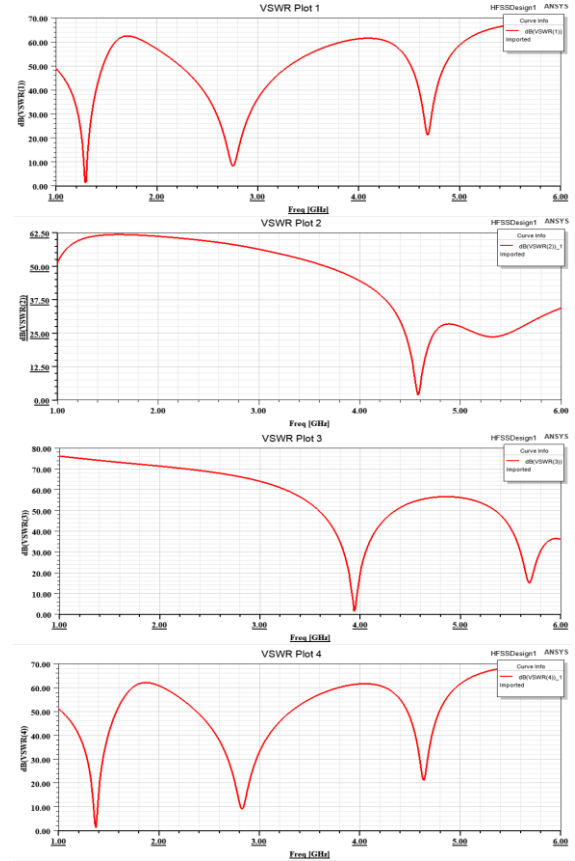 VSWR Plot 1
HFSSDesign1 ANSYS
Curve Info
dB(VSWR(1))
Imported
70.00
60.00
50.00
40.00
30.00
20.00
10.00
0.00
dB(VSWR(1))
1.00 2.00 3.00 4.00 5.00 6.00
Freq [GHz]
VSWR Plot 2
HFSSDesign1 ANSYS
Curve Info
dB(VSWR(2))_1
Imported
62.50
50.00
37.50
25.00
12.50
0.00
dB(VSWR(2))
1.00 2.00 3.00 4.00 5.00 6.00
Freq [GHz]
VSWR Plot 3
HFSSDesign1 ANSYS
Curve Info
dB(VSWR(3))
Imported
80.00
70.00
60.00
50.00
40.00
30.00
20.00
10.00
0.00
dB(VSWR(3))
1.00 2.00 3.00 4.00 5.00 6.00
Freq [GHz]
VSWR Plot 4
HFSSDesign1 ANSYS
Curve Info
dB(VSWR(4))_1
Imported
70.00
60.00
50.00
40.00
30.00
20.00
10.00
0.00
dB(VSWR(4))
1.00 2.00 3.00 4.00 5.00 6.00
Freq [GHz]